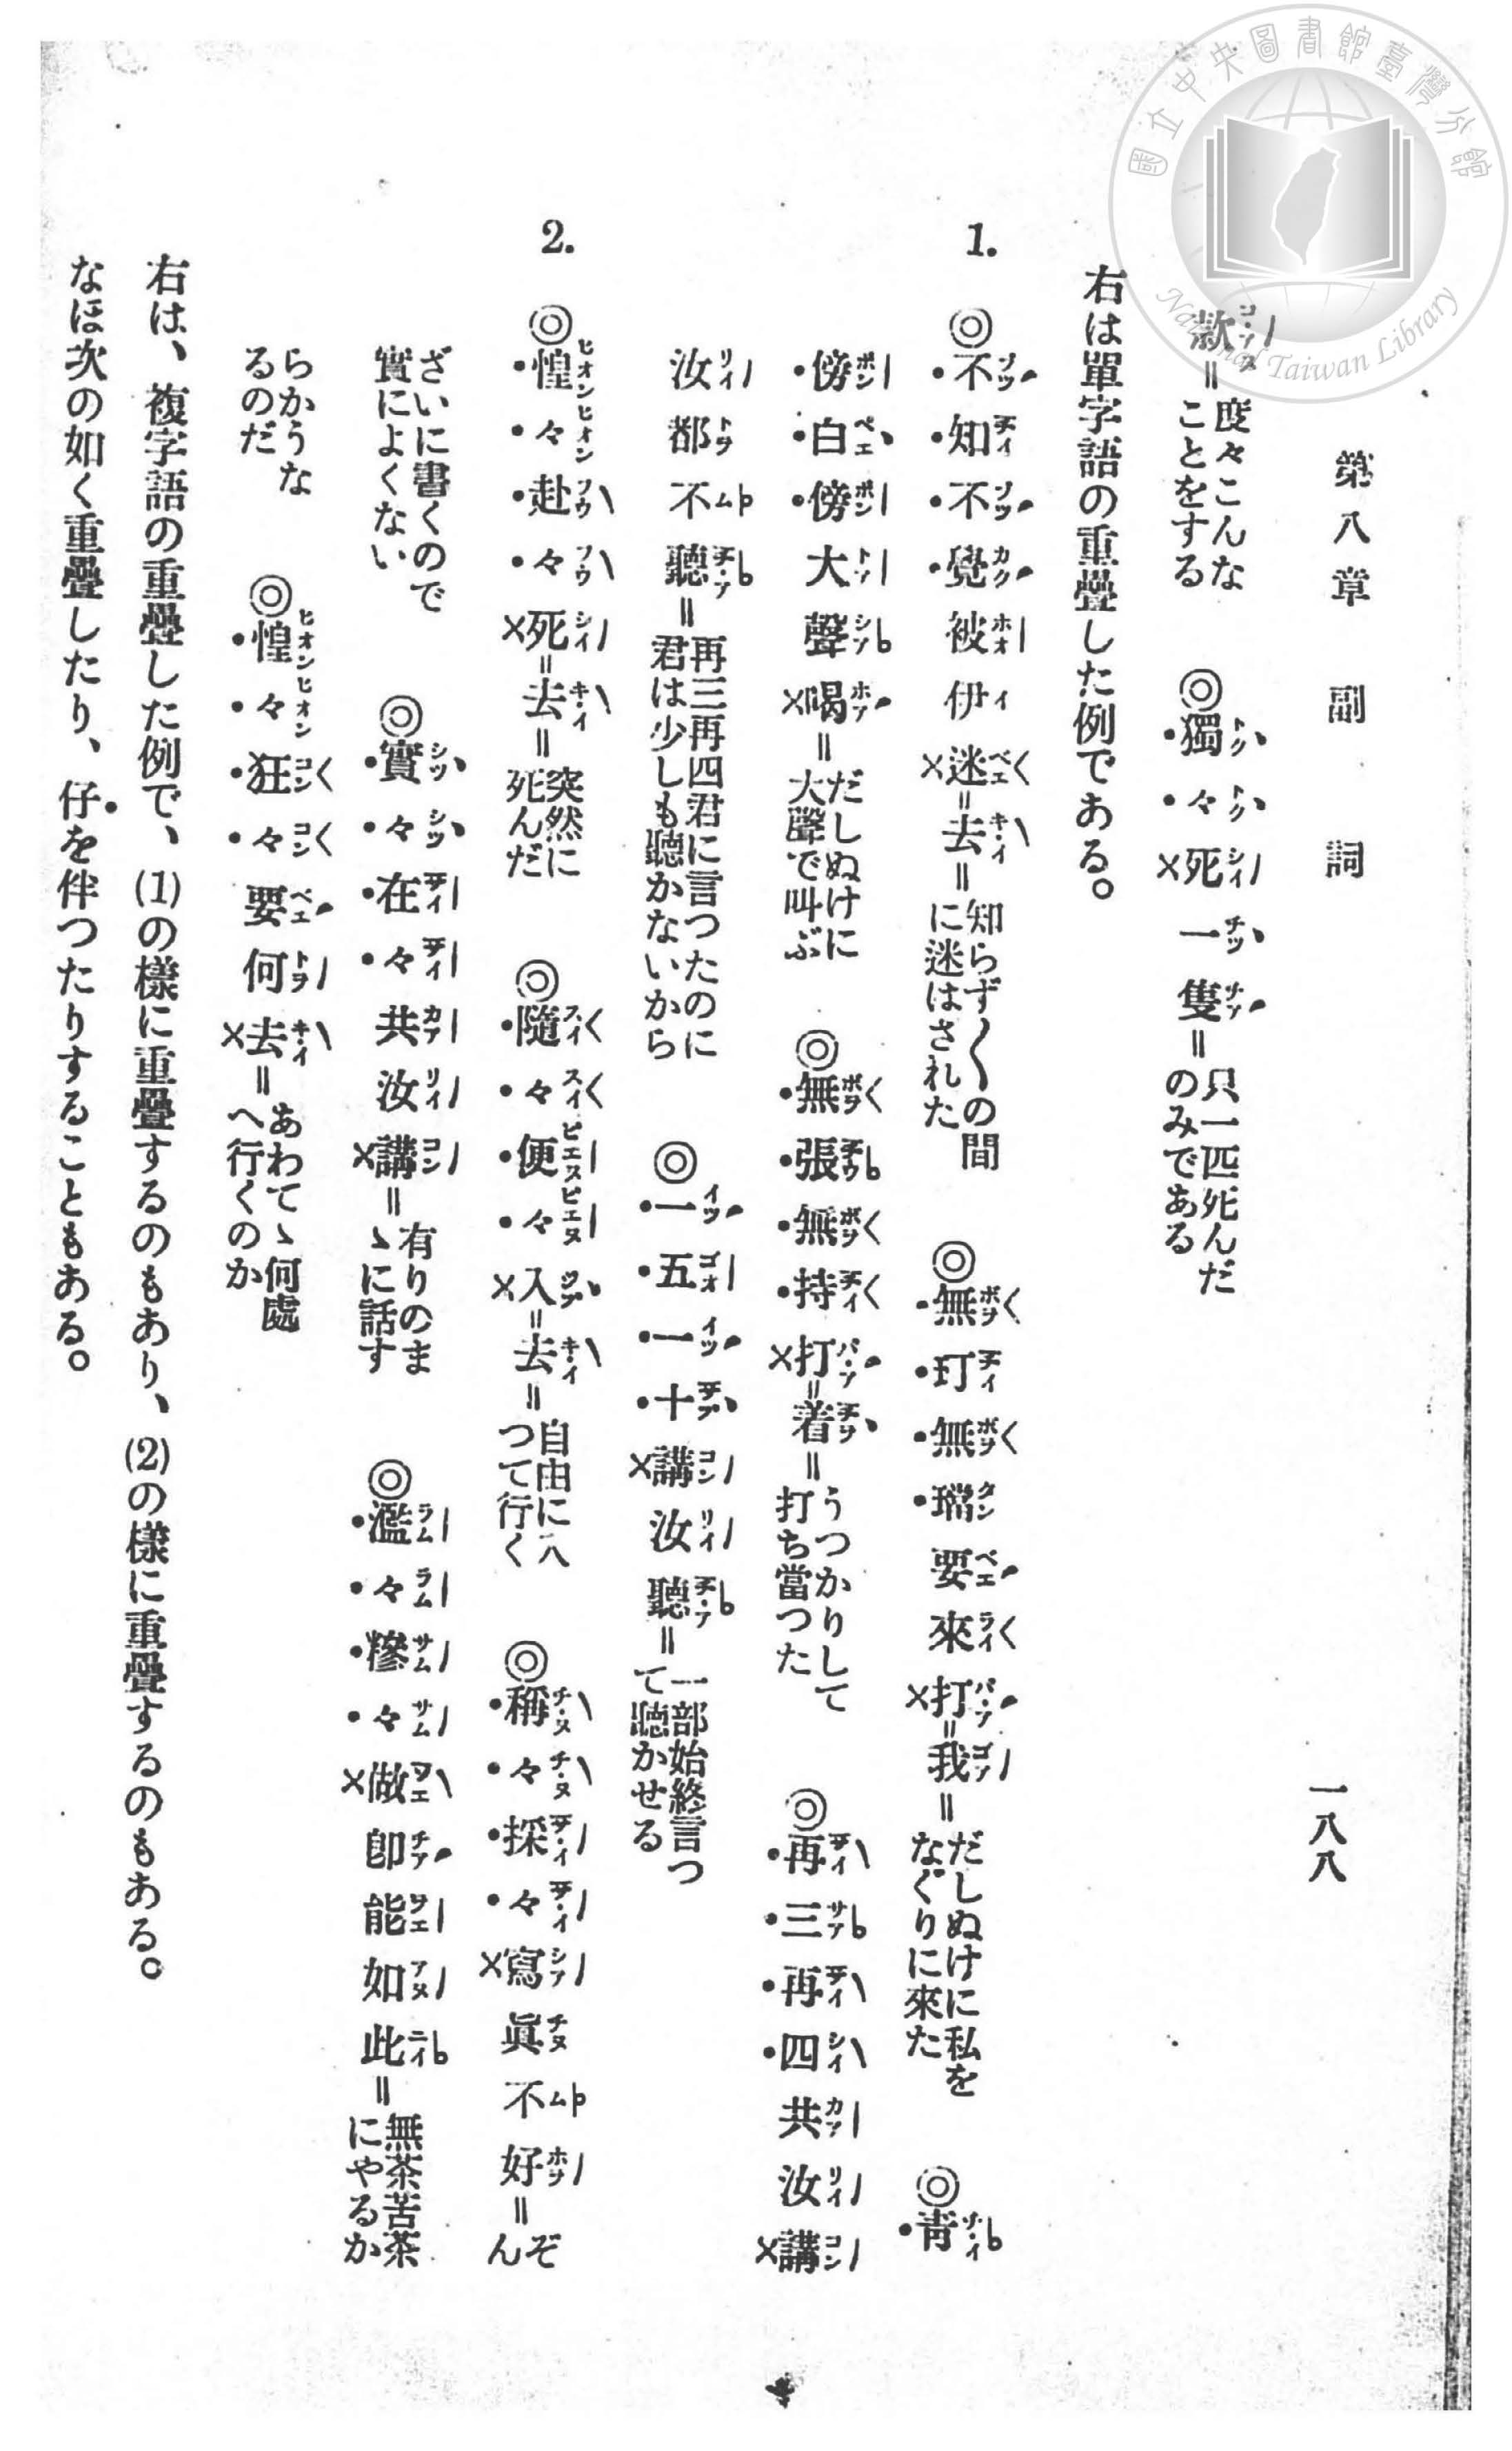 國立中央圖書館臺灣分館
National Taiwan Library
第八章 副詞 一八八
款=度々こんなことをする ◎獨々死一隻=只一匹死んだのみである
右は單字語の重疊した例である。
1. ◎不知不覺被伊迷=去=知らず〱の間に迷はされた ◎無玎無璫要來打=我=だしぬけに私をなぐりに來た ◎靑
傍白傍大聲喝=だしぬけに大聲で叫ぶ ◎無張無持打=着=うつかりして打ち當つた ◎再三再四共汝講
汝都不聽=再三再四君に言つたのに君は少しも聽かないから ◎一五一十講汝聽=一部始終言つて聽かせる
2. ◎惶々赴々死=去=突然に死んだ ◎隨々便々入=去=自由に入つて行く ◎稱々採々寫眞不好=ぞん
ざいに書くので實によくない ◎實々在々共汝講=有りのまゝに話す ◎濫々糝々做卽能如此=無茶苦茶にやるか
らかうなるのだ ◎惶々狂々要何去=あわてゝ何處へ行くのか
右は、複字語の重疊した例で、(1)の樣に重疊するのもあり、(2)の樣に重疊するのもある。
なほ次の如く重疊したり、仔を伴つたりすることもある。